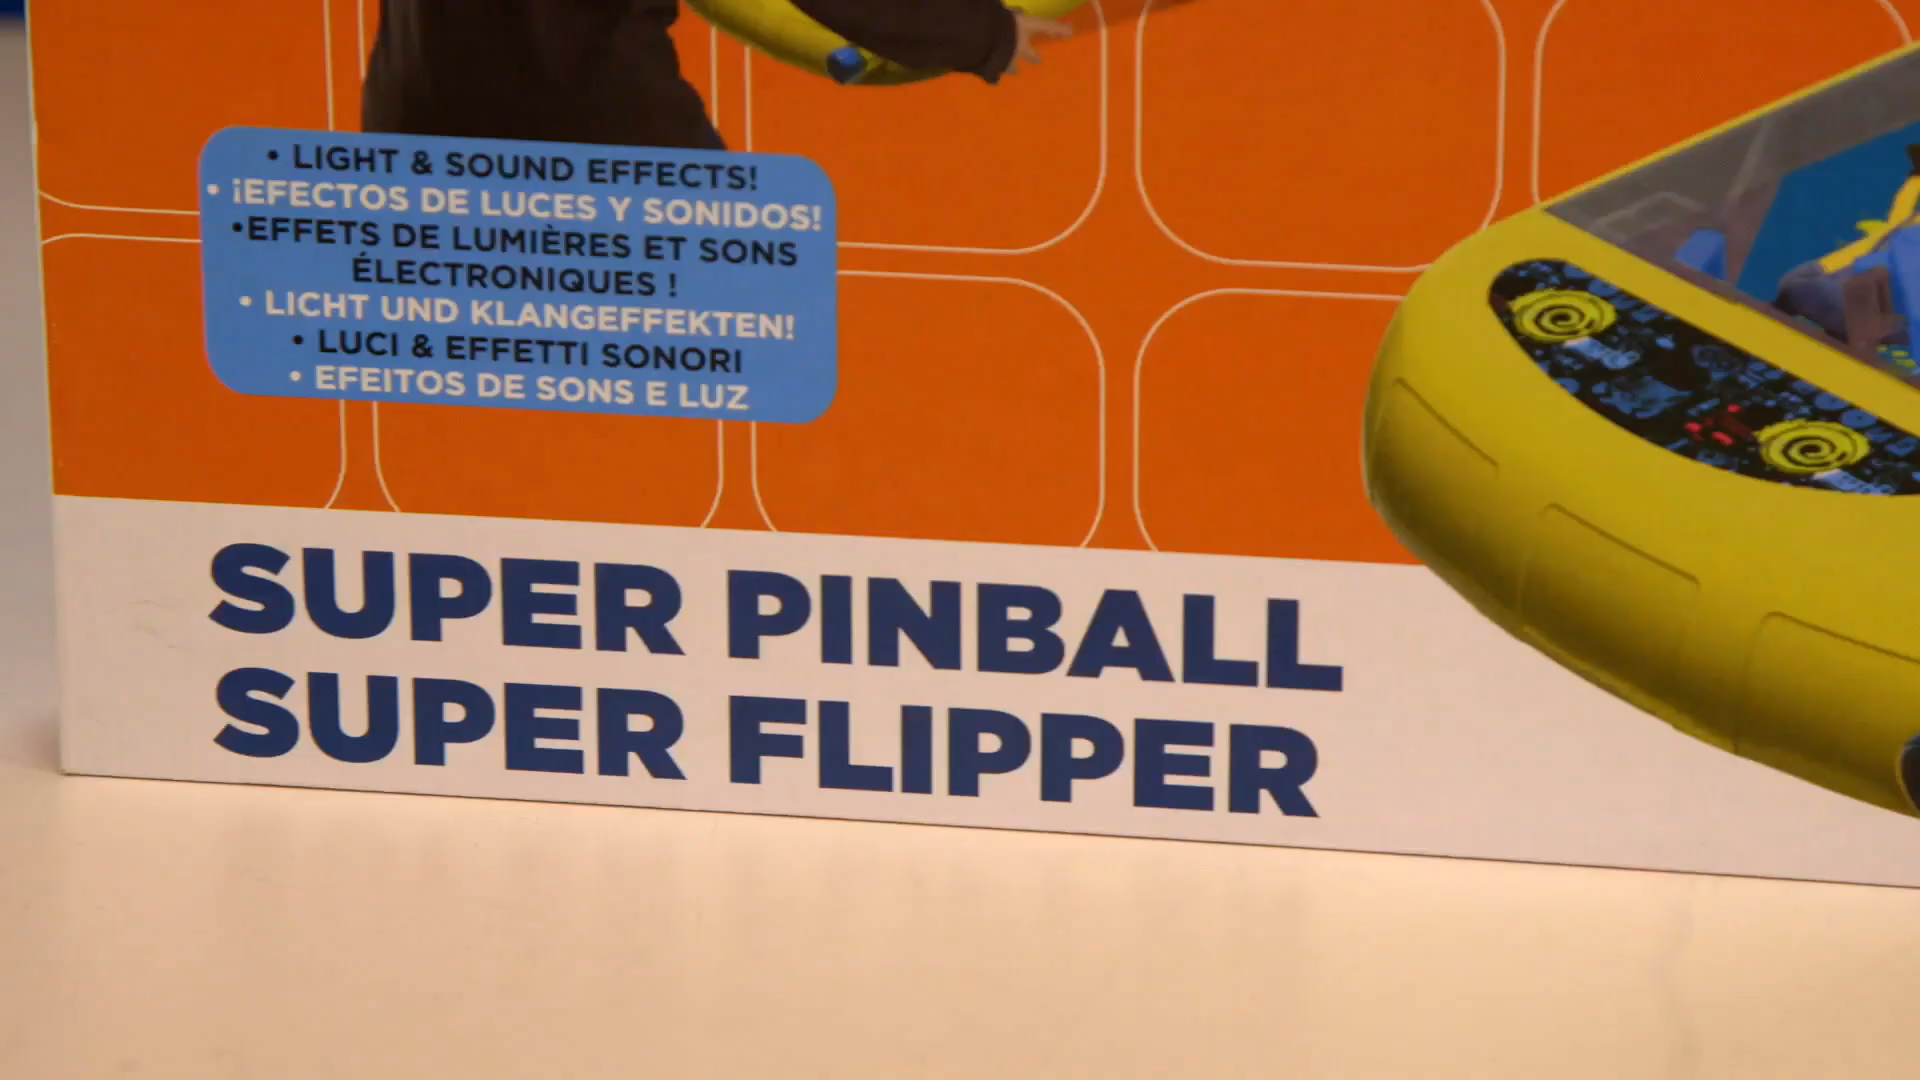 • LIGHT & SOUND EFFECTS!
• ¡EFECTOS DE LUCES Y SONIDOS!
•EFFETS DE LUMIÈRES ET SONS
ÉLECTRONIQUES !
• LICHT UND KLANGEFFEKTEN!
• LUCI & EFFETTI SONORI
• EFEITOS DE SONS E LUZ
SUPER PINBALL
SUPER FLIPPER